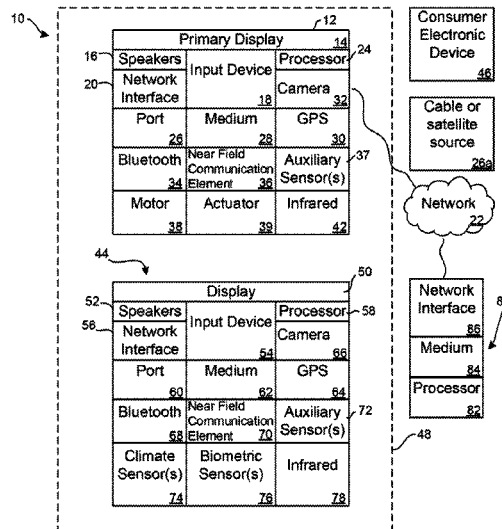 10
12
Primary Display
14
16
Speakers
Input Device
18
Processor
24
20
Network
Interface
Camera
32
Port
26
Medium
28
GPS
30
Bluetooth
34
Near Field
Communication
Element
36
Auxiliary
Sensor(s)
37
Motor
38
Actuator
39
Infrared
42
44
Display
50
52
Speakers
Input Device
54
Processor
58
56
Network
Interface
Camera
66
Port
60
Medium
62
GPS
64
Bluetooth
68
Near Field
Communication
Element
70
Auxiliary
Sensor(s)
72
Climate
Sensor(s)
74
Biometric
Sensor(s)
76
Infrared
78
48
Consumer
Electronic
Device
46
Cable or
satellite
source
26a
Network
22
Network
Interface
86
Medium
84
Processor
82
8